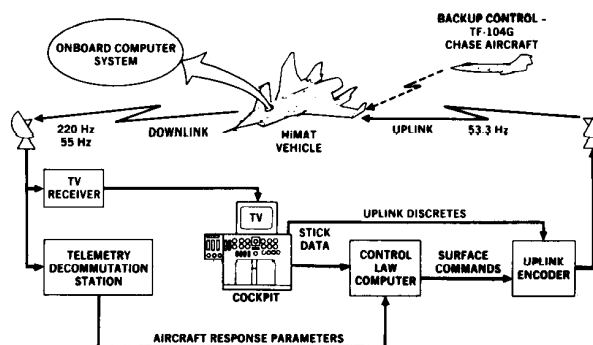 BACKUP CONTROL -
TF-104G
CHASE AIRCRAFT
ONBOARD COMPUTER
SYSTEM
220 Hz
55 Hz
DOWNLINK
HiMAT
VEHICLE
UPLINK
53.3 Hz
TV
RECEIVER
TV
UPLINK DISCRETES
STICK
DATA
TELEMETRY
DECOMMUTATION
STATION
COCKPIT
CONTROL
LAW
COMPUTER
SURFACE
COMMANDS
UPLINK
ENCODER
AIRCRAFT RESPONSE PARAMETERS